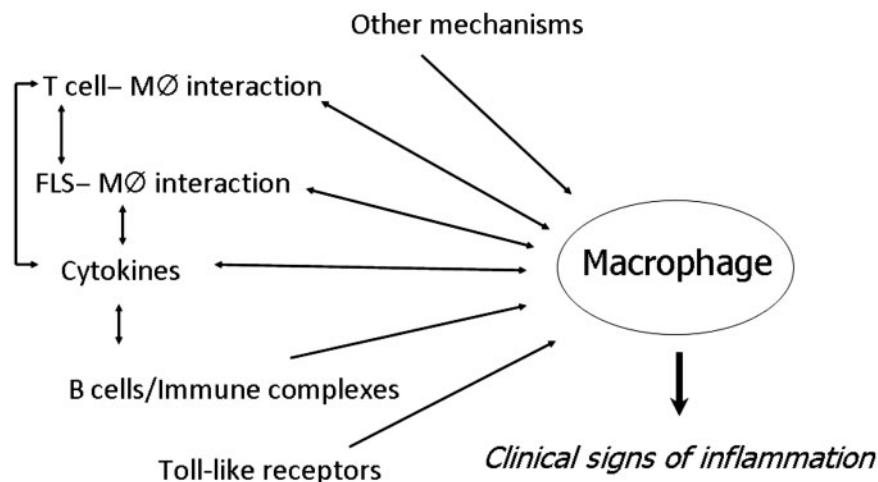 Other mechanisms
T cell– MØ interaction
FLS– MØ interaction
Cytokines
Macrophage
B cells/Immune complexes
Toll-like receptors
Clinical signs of inflammation